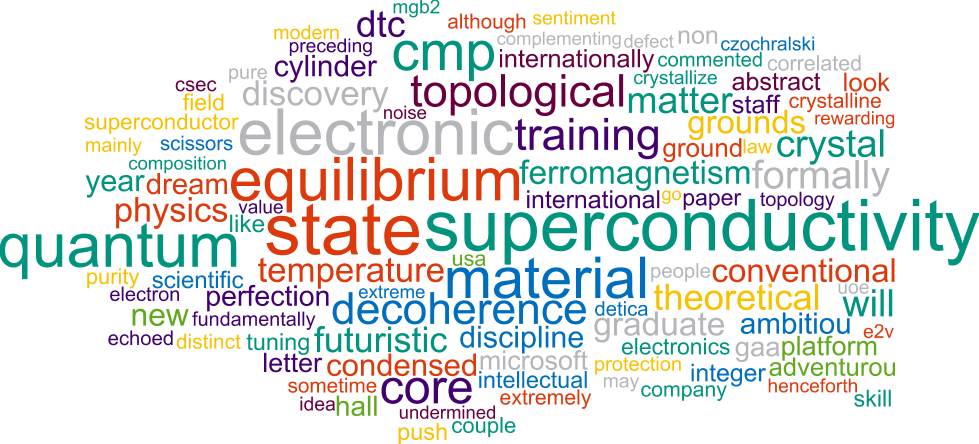 mgb2
dtc although sentiment
modern cmp complementing defect non czochralski
preceding internationally commented correlated
cylinder crystallize abstract look
csec pure discovery topological matter staff crystalline
field noise rewarding
superconductor electronic training grounds
mainly scissors ground law crystal
composition equilibrium ferromagnetism formally
year dream international go paper topology
physics value state superconductivity
like
quantum usa
purity scientific temperature material people conventional
electron perfection extreme decoherence detica theoretical uoe will
new fundamentally graduate ambitiou e2v
echoed distinct tuning futuristic discipline electronics gaa platform
letter condensed microsoft protection integer adventurou
sometime core intellectual may company henceforth
idea hall extremely skill
undermined couple
push